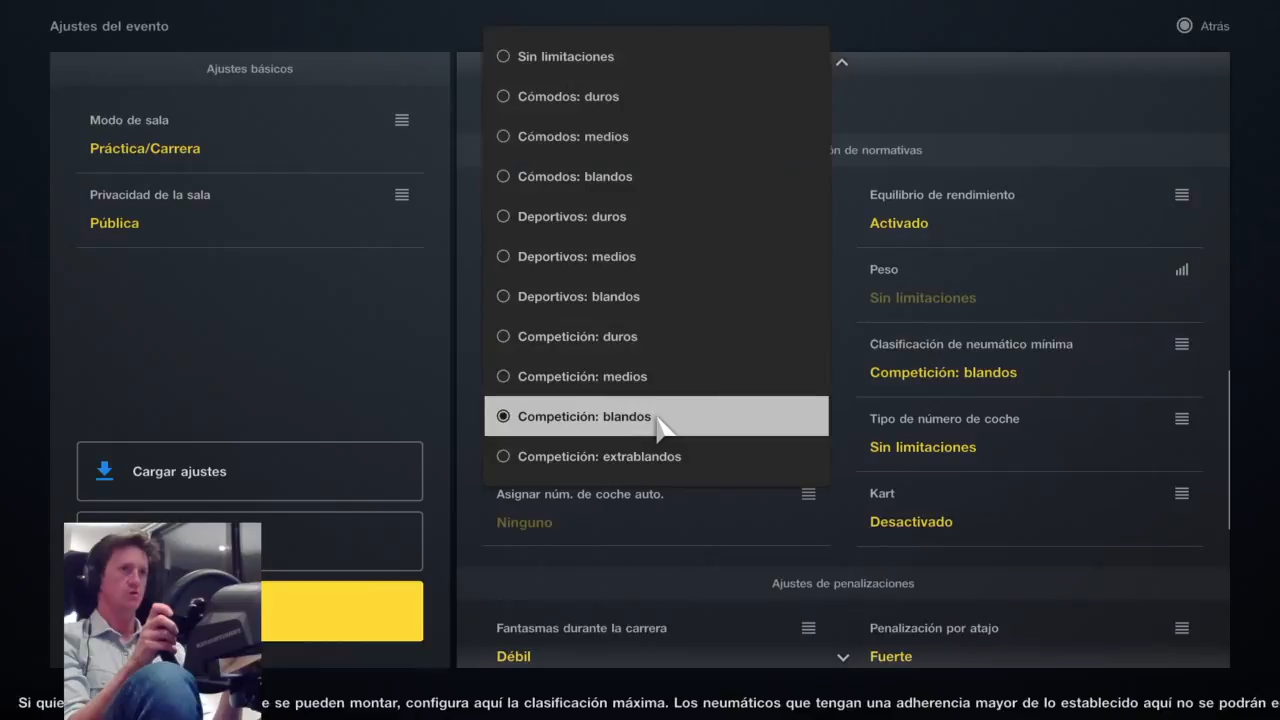 Ajustes del evento
Atrás
Ajustes básicos
Modo de sala
Práctica/Carrera
Privacidad de la sala
Pública
Cargar ajustes
Sin limitaciones
Cómodos: duros
Cómodos: medios
Cómodos: blandos
Deportivos: duros
Deportivos: medios
Deportivos: blandos
Competición: duros
Competición: medios
Competición: blandos
Competición: extrablandos
Asignar núm. de coche auto.
Ninguno
de normativas
Equilibrio de rendimiento
Activado
Peso
Sin limitaciones
Clasificación de neumático mínima
Competición: blandos
Tipo de número de coche
Sin limitaciones
Kart
Desactivado
Ajustes de penalizaciones
Fantasmas durante la carrera
Débil
Penalización por atajo
Fuerte
Si se pueden montar, configura aquí la clasificación máxima. Los neumáticos que tengan una adherencia mayor de lo establecido aquí no se podrán